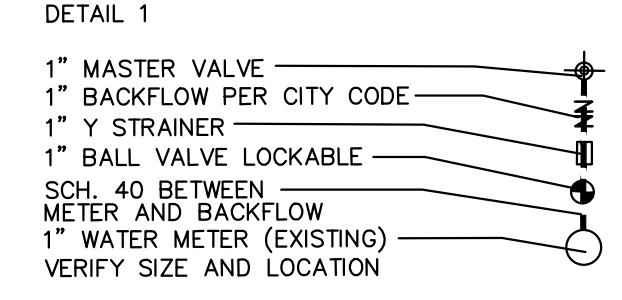 DETAIL 1
1" MASTER VALVE
1" BACKFLOW PER CITY CODE
1" Y STRAINER
1" BALL VALVE LOCKABLE
SCH. 40 BETWEEN
METER AND BACKFLOW
1" WATER METER (EXISTING)
VERIFY SIZE AND LOCATION